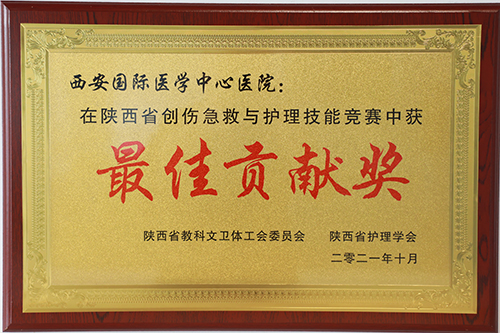 西安国际医学中心医院：
在陕西省创伤急救与护理技能竞赛中获
最佳贡献奖
陕西省教科文卫体工会委员会 陕西省护理学会
二零二一年十月